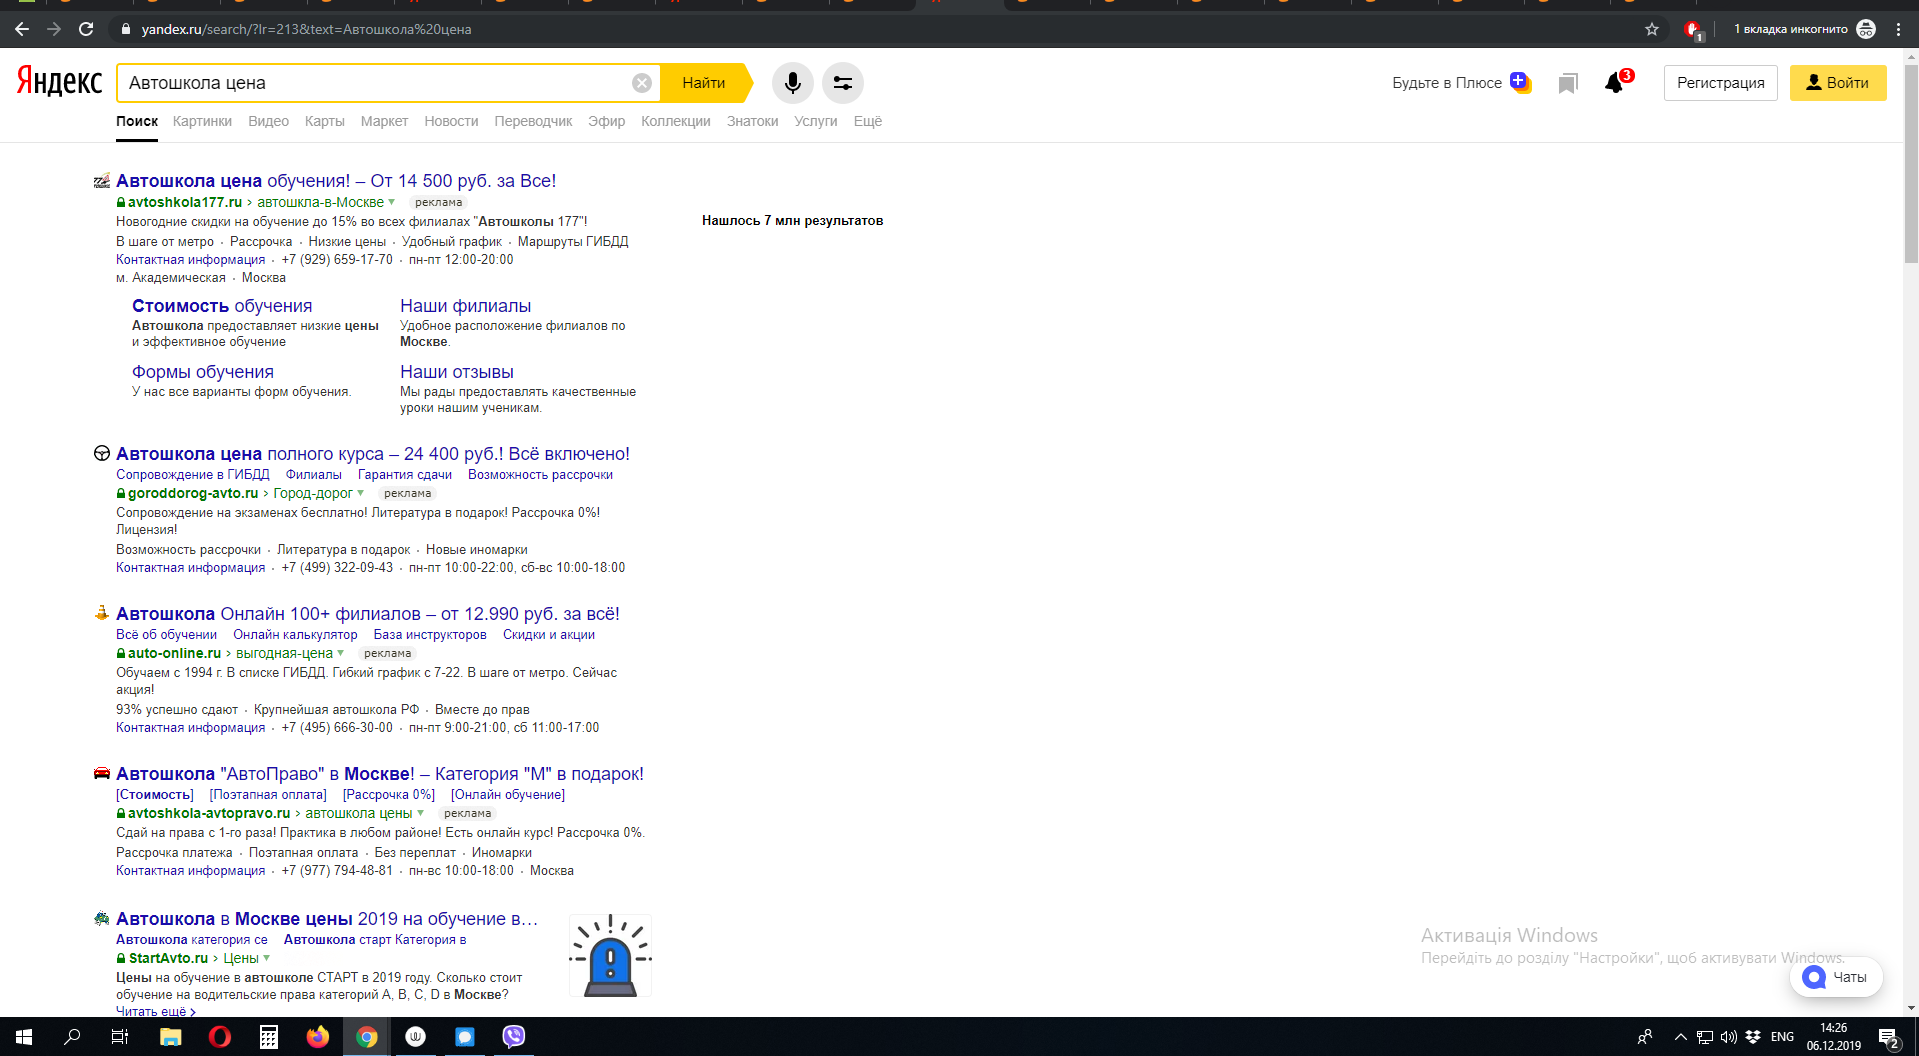 yandex.ru/search/?lr=213&text=Автошкола%20цена
1
1 вкладка инкогнито
Яндекс
Автошкола цена
Найти
Будьте в Плюсе
3
Регистрация
Войти
Поиск Картинки Видео Карты Маркет Новости Переводчик Эфир Коллекции Знатоки Услуги Ещё
Автошкола цена обучения! – От 14 500 руб. за Все!
avtoshkola177.ru › автошкла-в-Москве реклама
Новогодние скидки на обучение до 15% во всех филиалах "Автошколы 177"!
В шаге от метро · Рассрочка · Низкие цены · Удобный график · Маршруты ГИБДД
Контактная информация · +7 (929) 659-17-70 · пн-пт 12:00-20:00
м. Академическая · Москва
Нашлось 7 млн результатов
Стоимость обучения
Автошкола предоставляет низкие цены
и эффективное обучение
Наши филиалы
Удобное расположение филиалов по
Москве.
Формы обучения
У нас все варианты форм обучения.
Наши отзывы
Мы рады предоставлять качественные
уроки нашим ученикам.
Автошкола цена полного курса – 24 400 руб.! Всё включено!
Сопровождение в ГИБДД Филиалы Гарантия сдачи Возможность рассрочки
goroddorog-avto.ru › Город-дорог реклама
Сопровождение на экзаменах бесплатно! Литература в подарок! Рассрочка 0%!
Лицензия!
Возможность рассрочки · Литература в подарок · Новые иномарки
Контактная информация · +7 (499) 322-09-43 · пн-пт 10:00-22:00, сб-вс 10:00-18:00
Автошкола Онлайн 100+ филиалов – от 12.990 руб. за всё!
Всё об обучении Онлайн калькулятор База инструкторов Скидки и акции
auto-online.ru › выгодная-цена реклама
Обучаем с 1994 г. В списке ГИБДД. Гибкий график с 7-22. В шаге от метро. Сейчас
акция!
93% успешно сдают · Крупнейшая автошкола РФ · Вместе до прав
Контактная информация · +7 (495) 666-30-00 · пн-пт 9:00-21:00, сб 11:00-17:00
Автошкола "АвтоПраво" в Москве! – Категория "М" в подарок!
[Стоимость] [Поэтапная оплата] [Рассрочка 0%] [Онлайн обучение]
avtoshkola-avtopravo.ru › автошкола цены реклама
Сдай на права с 1-го раза! Практика в любом районе! Есть онлайн курс! Рассрочка 0%.
Рассрочка платежа · Поэтапная оплата · Без переплат · Иномарки
Контактная информация · +7 (977) 794-48-81 · пн-вс 10:00-18:00 · Москва
Автошкола в Москве цены 2019 на обучение в...
Автошкола категория се Автошкола старт Категория в
StartAvto.ru › Цены
Цены на обучение в автошколе СТАРТ в 2019 году. Сколько стоит
обучение на водительские права категорий А, В, С, D в Москве?
Читать ещё ›
Активація Windows
Перейдіть до розділу "Настройки", щоб активувати Windows.
Чаты
ENG
14:26
06.12.2019
2